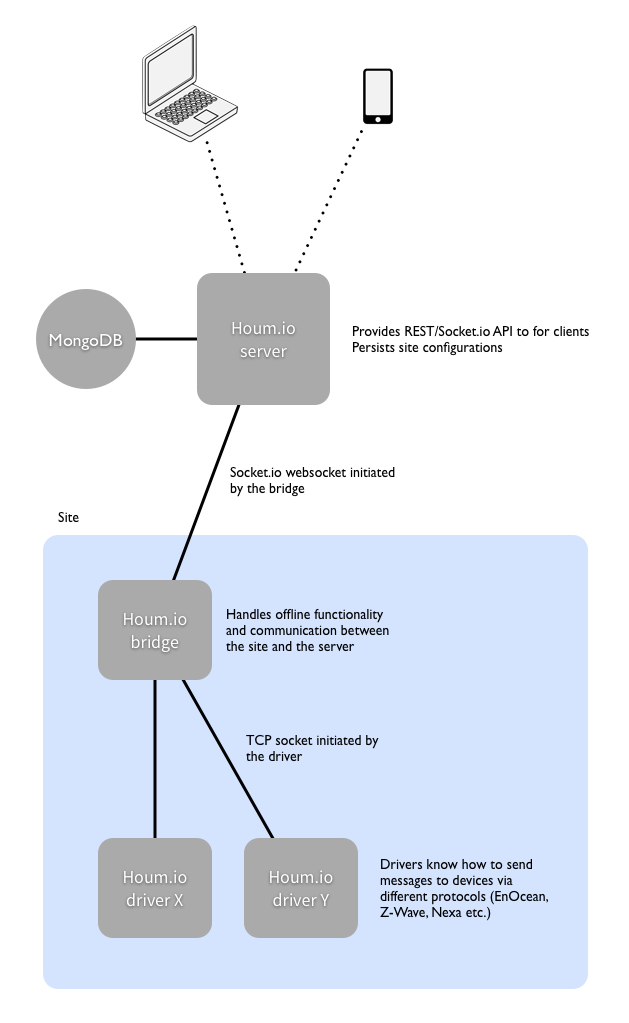 MongoDB
Houm.io
server
Provides REST/Socket.io API to for clients
Persists site configurations
Socket.io websocket initiated
by the bridge
Site
Houm.io
bridge
Handles offline functionality
and communication between
the site and the server
TCP socket initiated by
the driver
Houm.io
driver X
Houm.io
driver Y
Drivers know how to send
messages to devices via
different protocols (EnOcean,
Z-Wave, Nexa etc.)